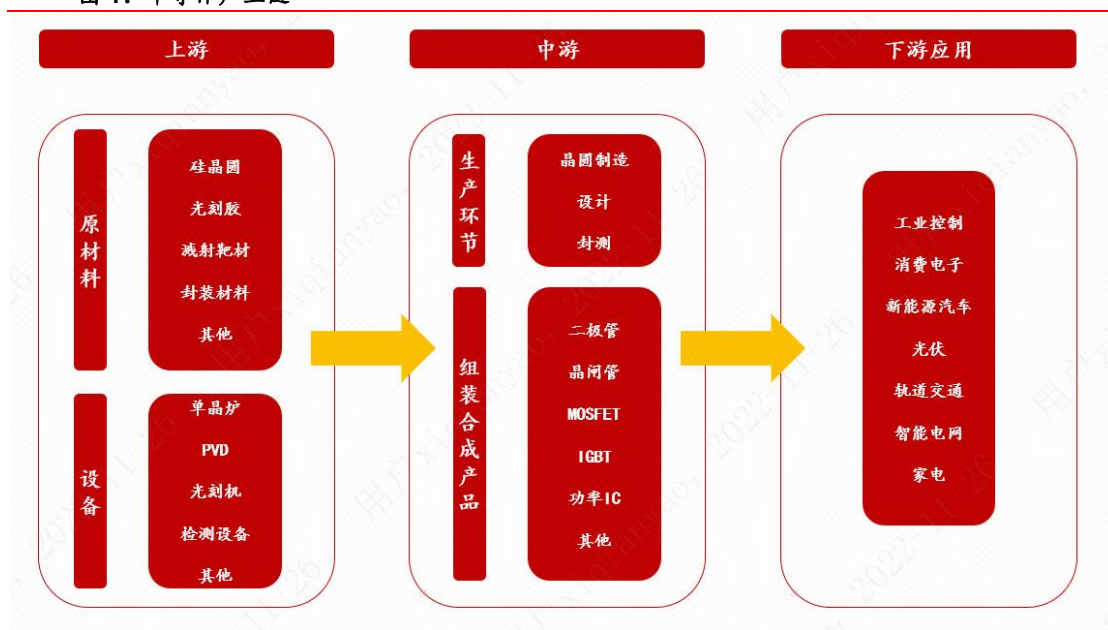 上游
原材料
硅晶圆
光刻胶
溅射靶材
封装材料
其他
设备
单晶炉
PVD
光刻机
检测设备
其他
中游
生产环节
晶圆制造
设计
封测
组装合成产品
二极管
晶闸管
MOSFET
IGBT
功率IC
其他
下游应用
工业控制
消费电子
新能源汽车
光伏
轨道交通
智能电网
家电